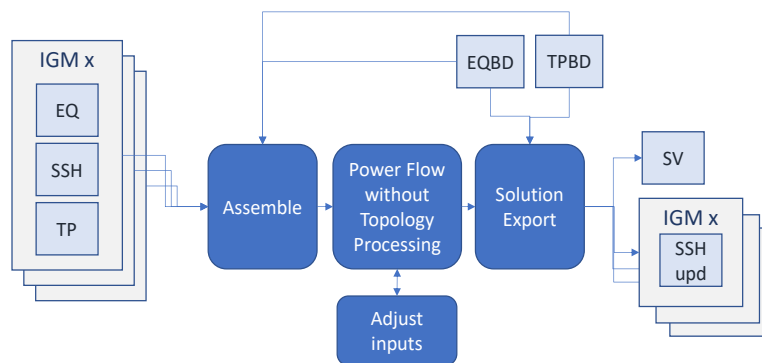 IGM x
EQ
SSH
TP
EQBD
TPBD
Assemble
Power Flow
without
Topology
Processing
Solution
Export
Adjust
inputs
SV
IGM x
SSH
upd